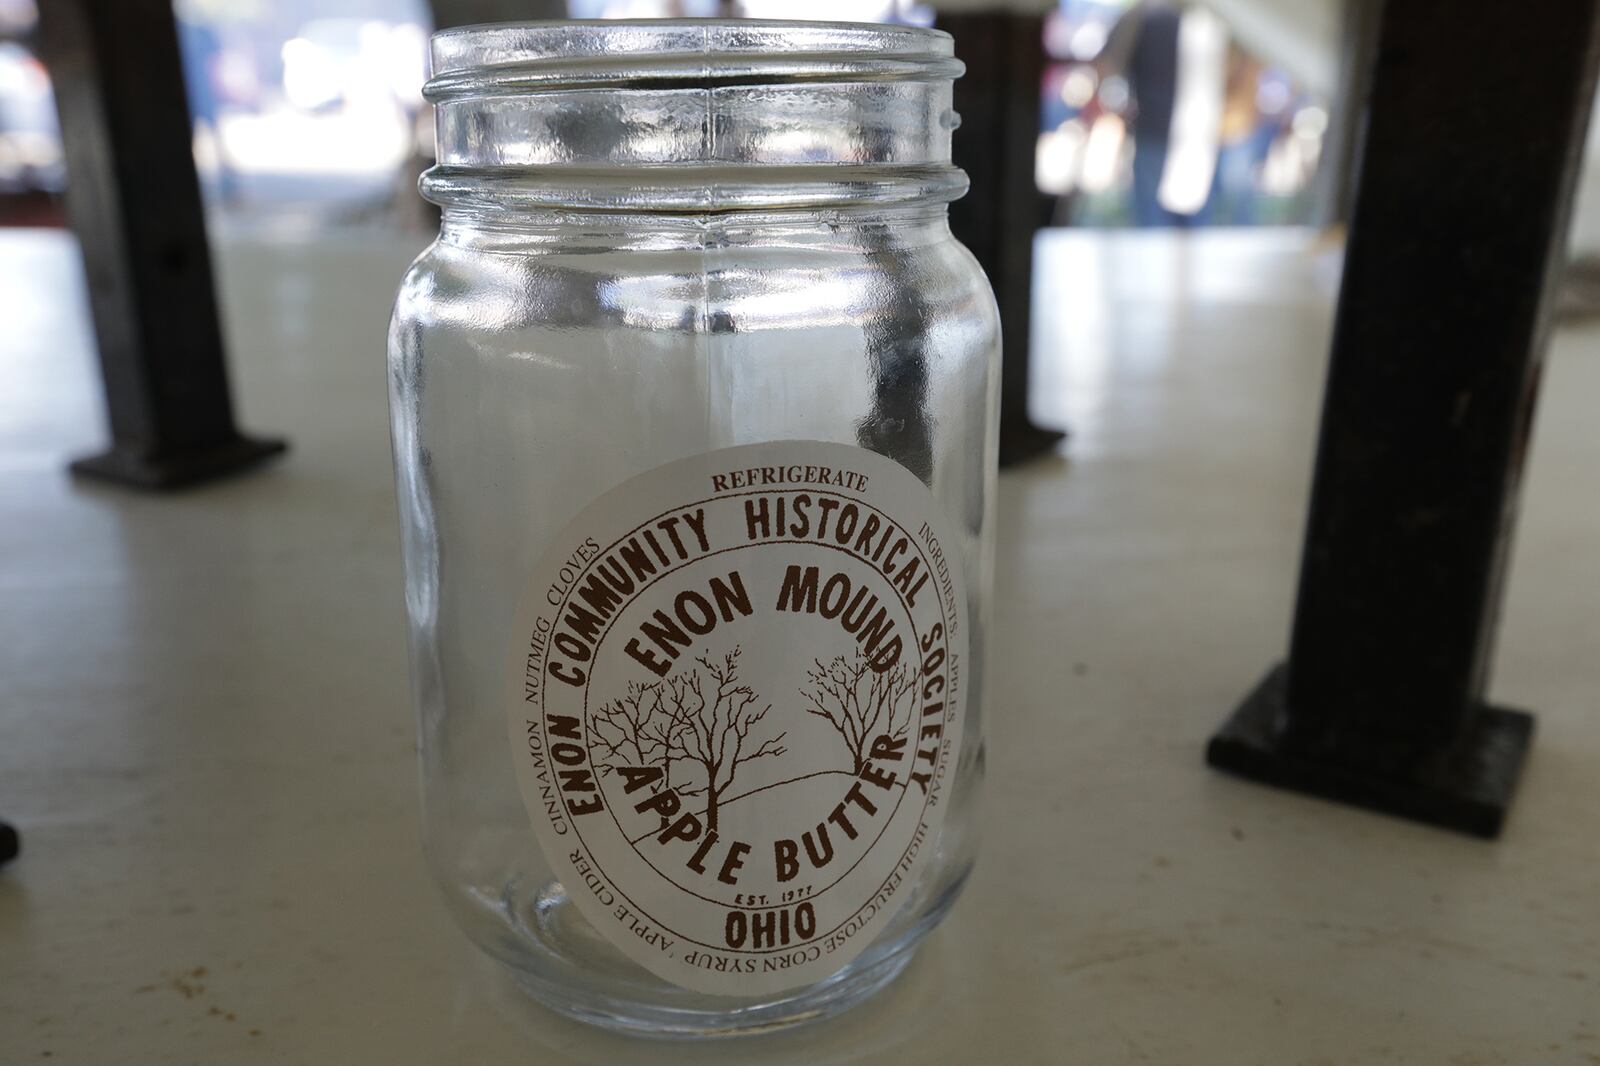 REFRIGERATE
INGREDIENTS: APPLES SUGAR HIGH FRUCTOSE CORN SYRUP APPLE CIDER CINNAMON NUTMEG CLOVES
ENON COMMUNITY HISTORICAL SOCIETY
ENON MOUND
APPLE BUTTER
EST. 1977
OHIO